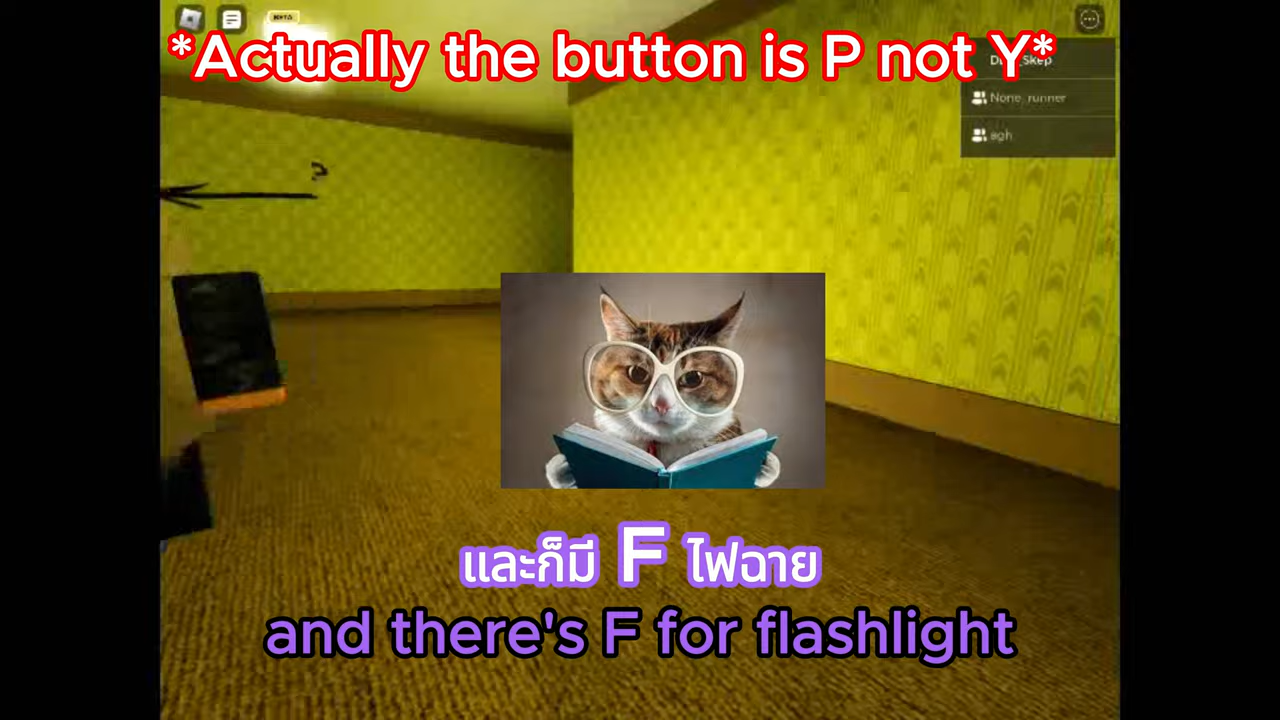 *Actually the button is P not Y*
None_runner
agh
?
และก็มี F ไฟฉาย
and there's F for flashlight